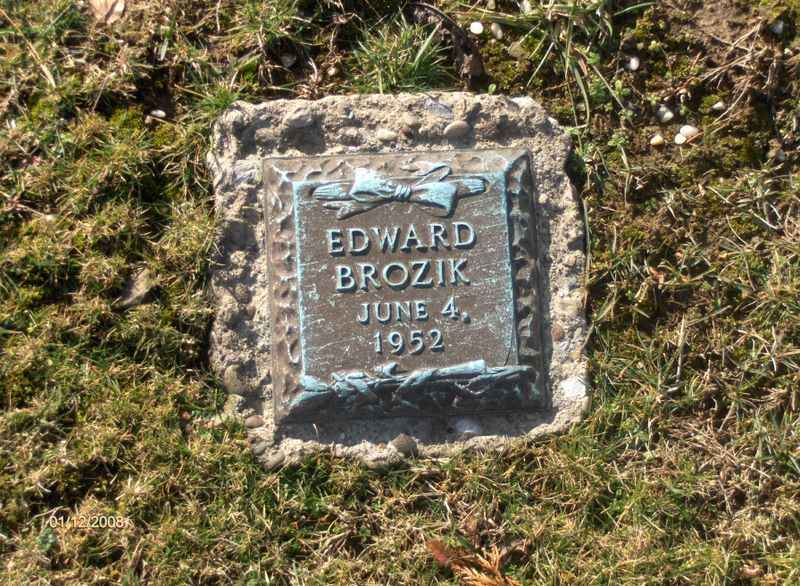 EDWARD
BROZIK
JUNE 4,
1952
01/12/2008